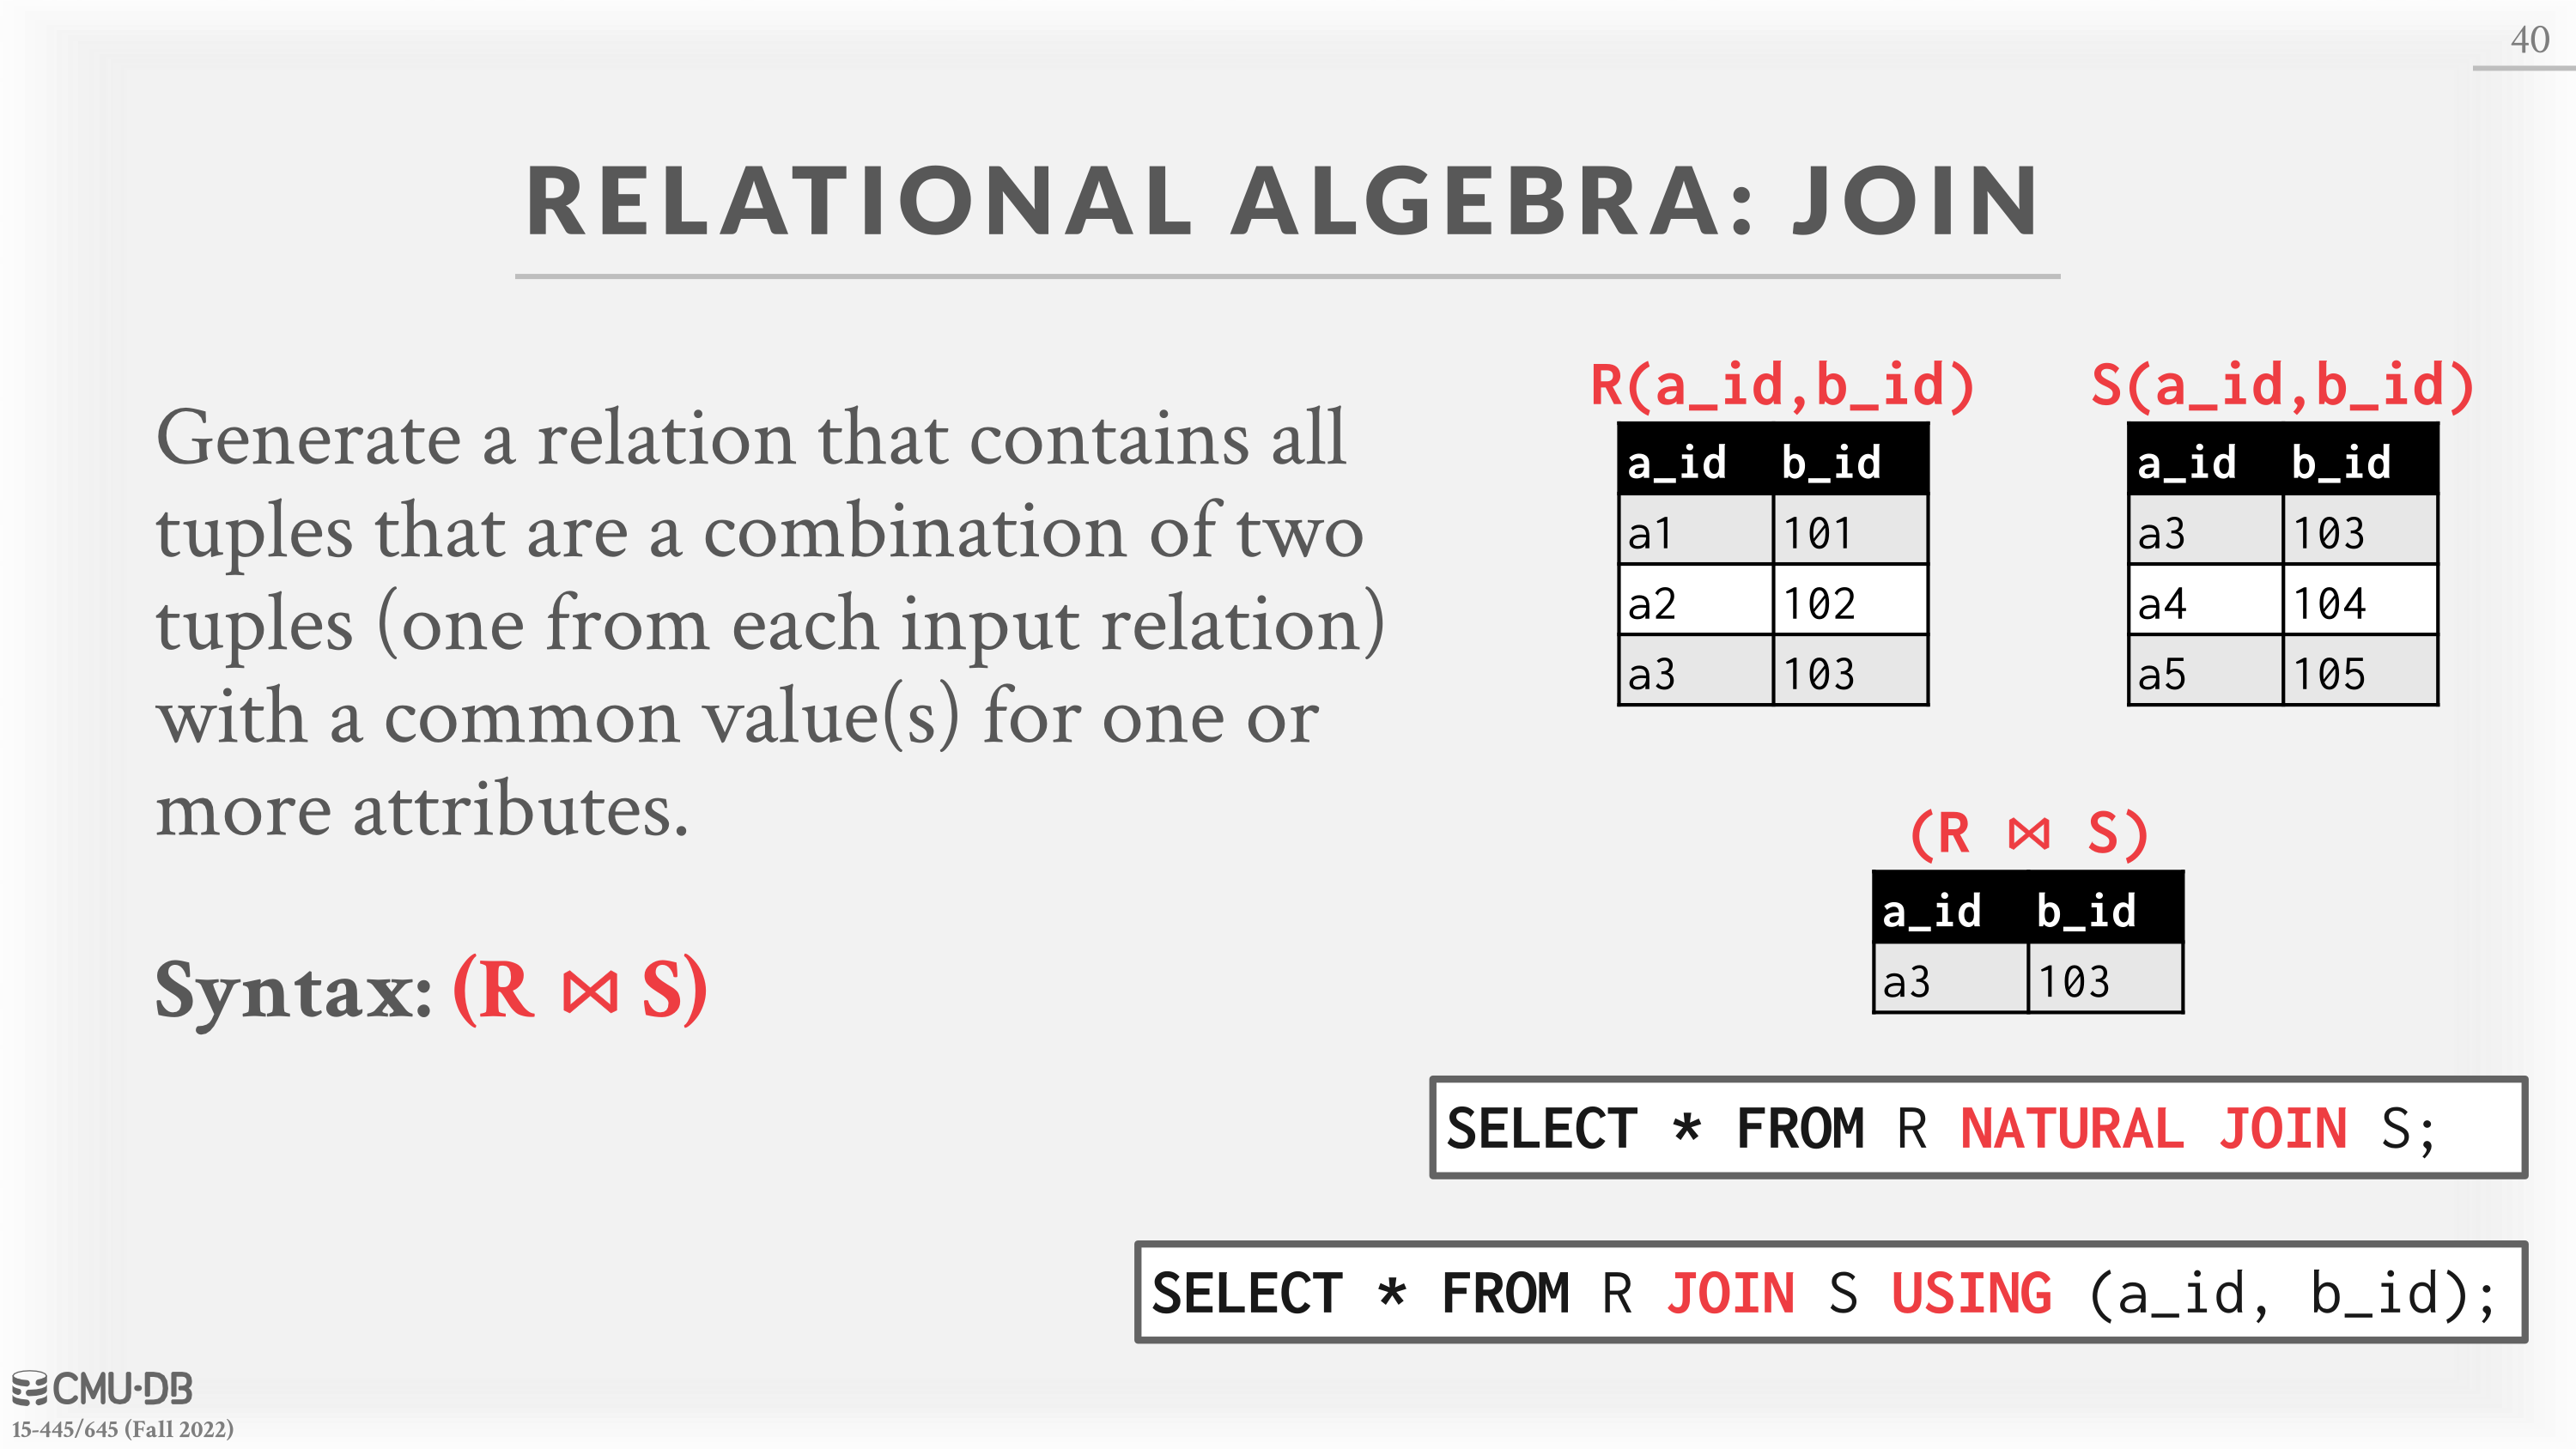 40
RELATIONAL ALGEBRA: JOIN
Generate a relation that contains all
tuples that are a combination of two
tuples (one from each input relation)
with a common value(s) for one or
more attributes.
Syntax: (R ⋈ S)
R(a_id,b_id)
a_id b_id
a1 101
a2 102
a3 103
S(a_id,b_id)
a_id b_id
a3 103
a4 104
a5 105
(R ⋈ S)
a_id b_id
a3 103
SELECT * FROM R NATURAL JOIN S;
SELECT * FROM R JOIN S USING (a_id, b_id);
CMU·DB
15-445/645 (Fall 2022)